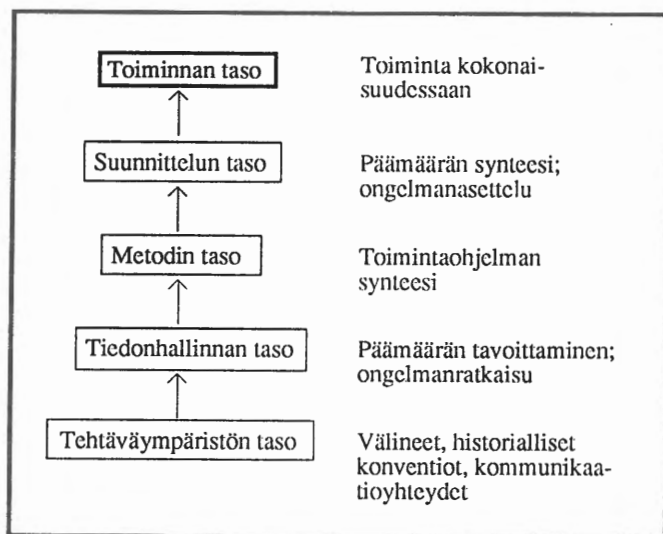 Toiminnan taso
Toiminta kokonai-
suudessaan
Suunnittelun taso
Päämäärän synteesi;
ongelmanasettelu
Metodin taso
Toimintaohjelman
synteesi
Tiedonhallinnan taso
Päämäärän tavoittaminen;
ongelmanratkaisu
Tehtäväympäristön taso
Välineet, historialliset
konventiot, kommunikaa-
tioyhteydet